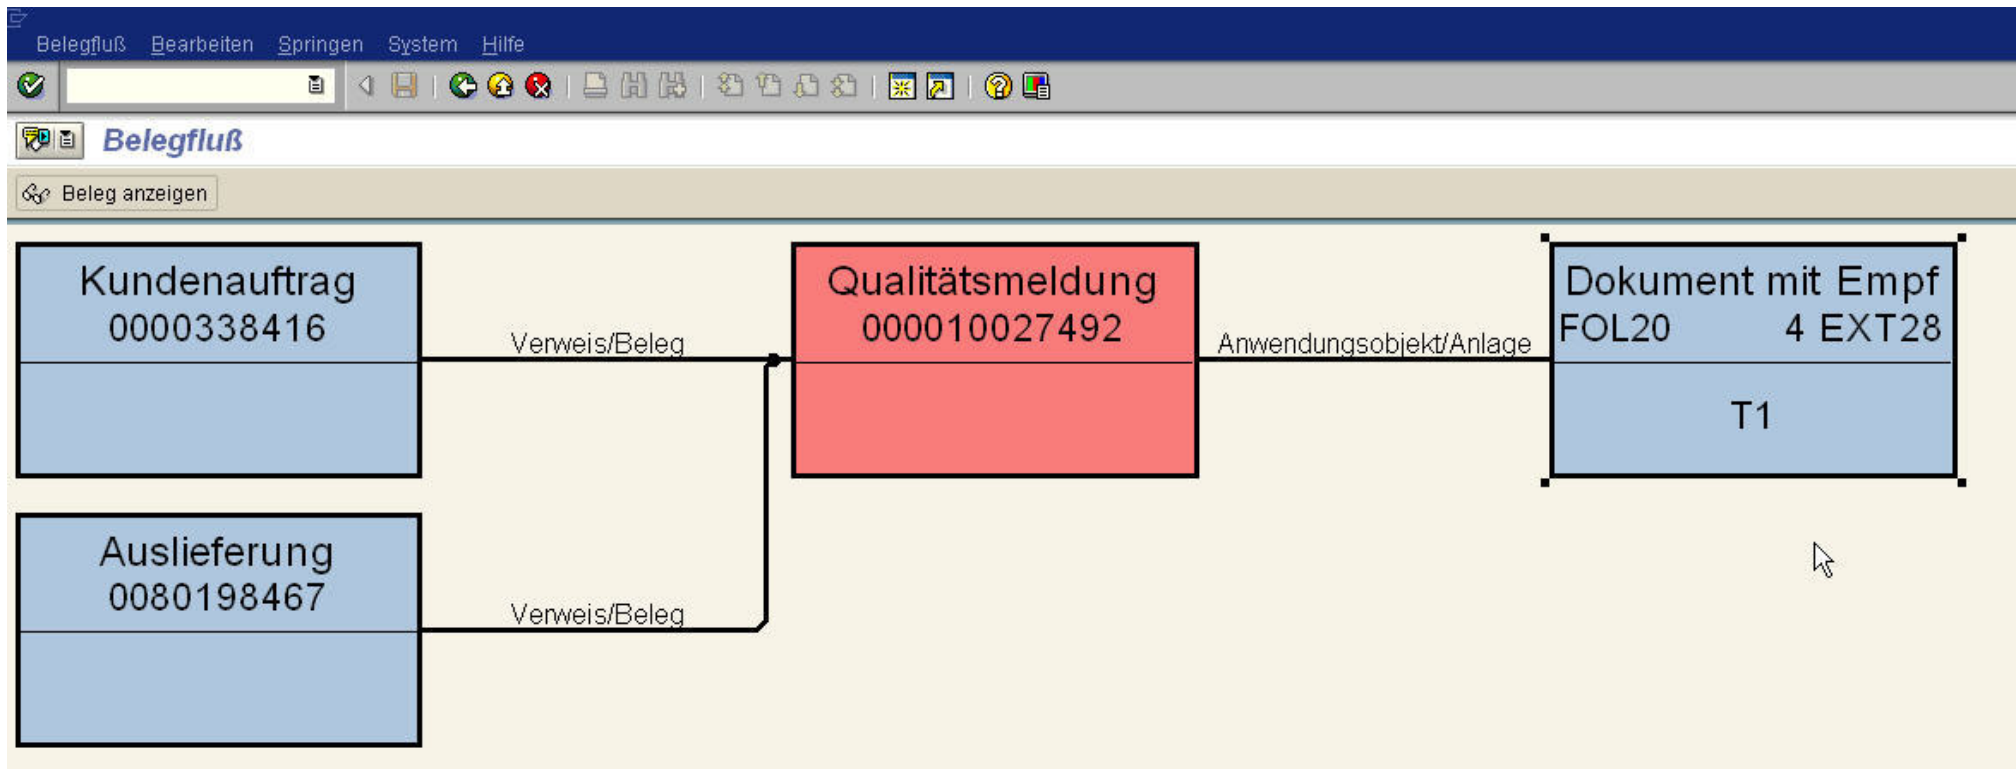 Belegfluß Bearbeiten Springen System Hilfe
Belegfluß
Beleg anzeigen
Kundenauftrag
0000338416
Verweis/Beleg
Qualitätsmeldung
000010027492
Anwendungsobjekt/Anlage
Dokument mit Empf
FOL20 4 EXT28
T1
Auslieferung
0080198467
Verweis/Beleg